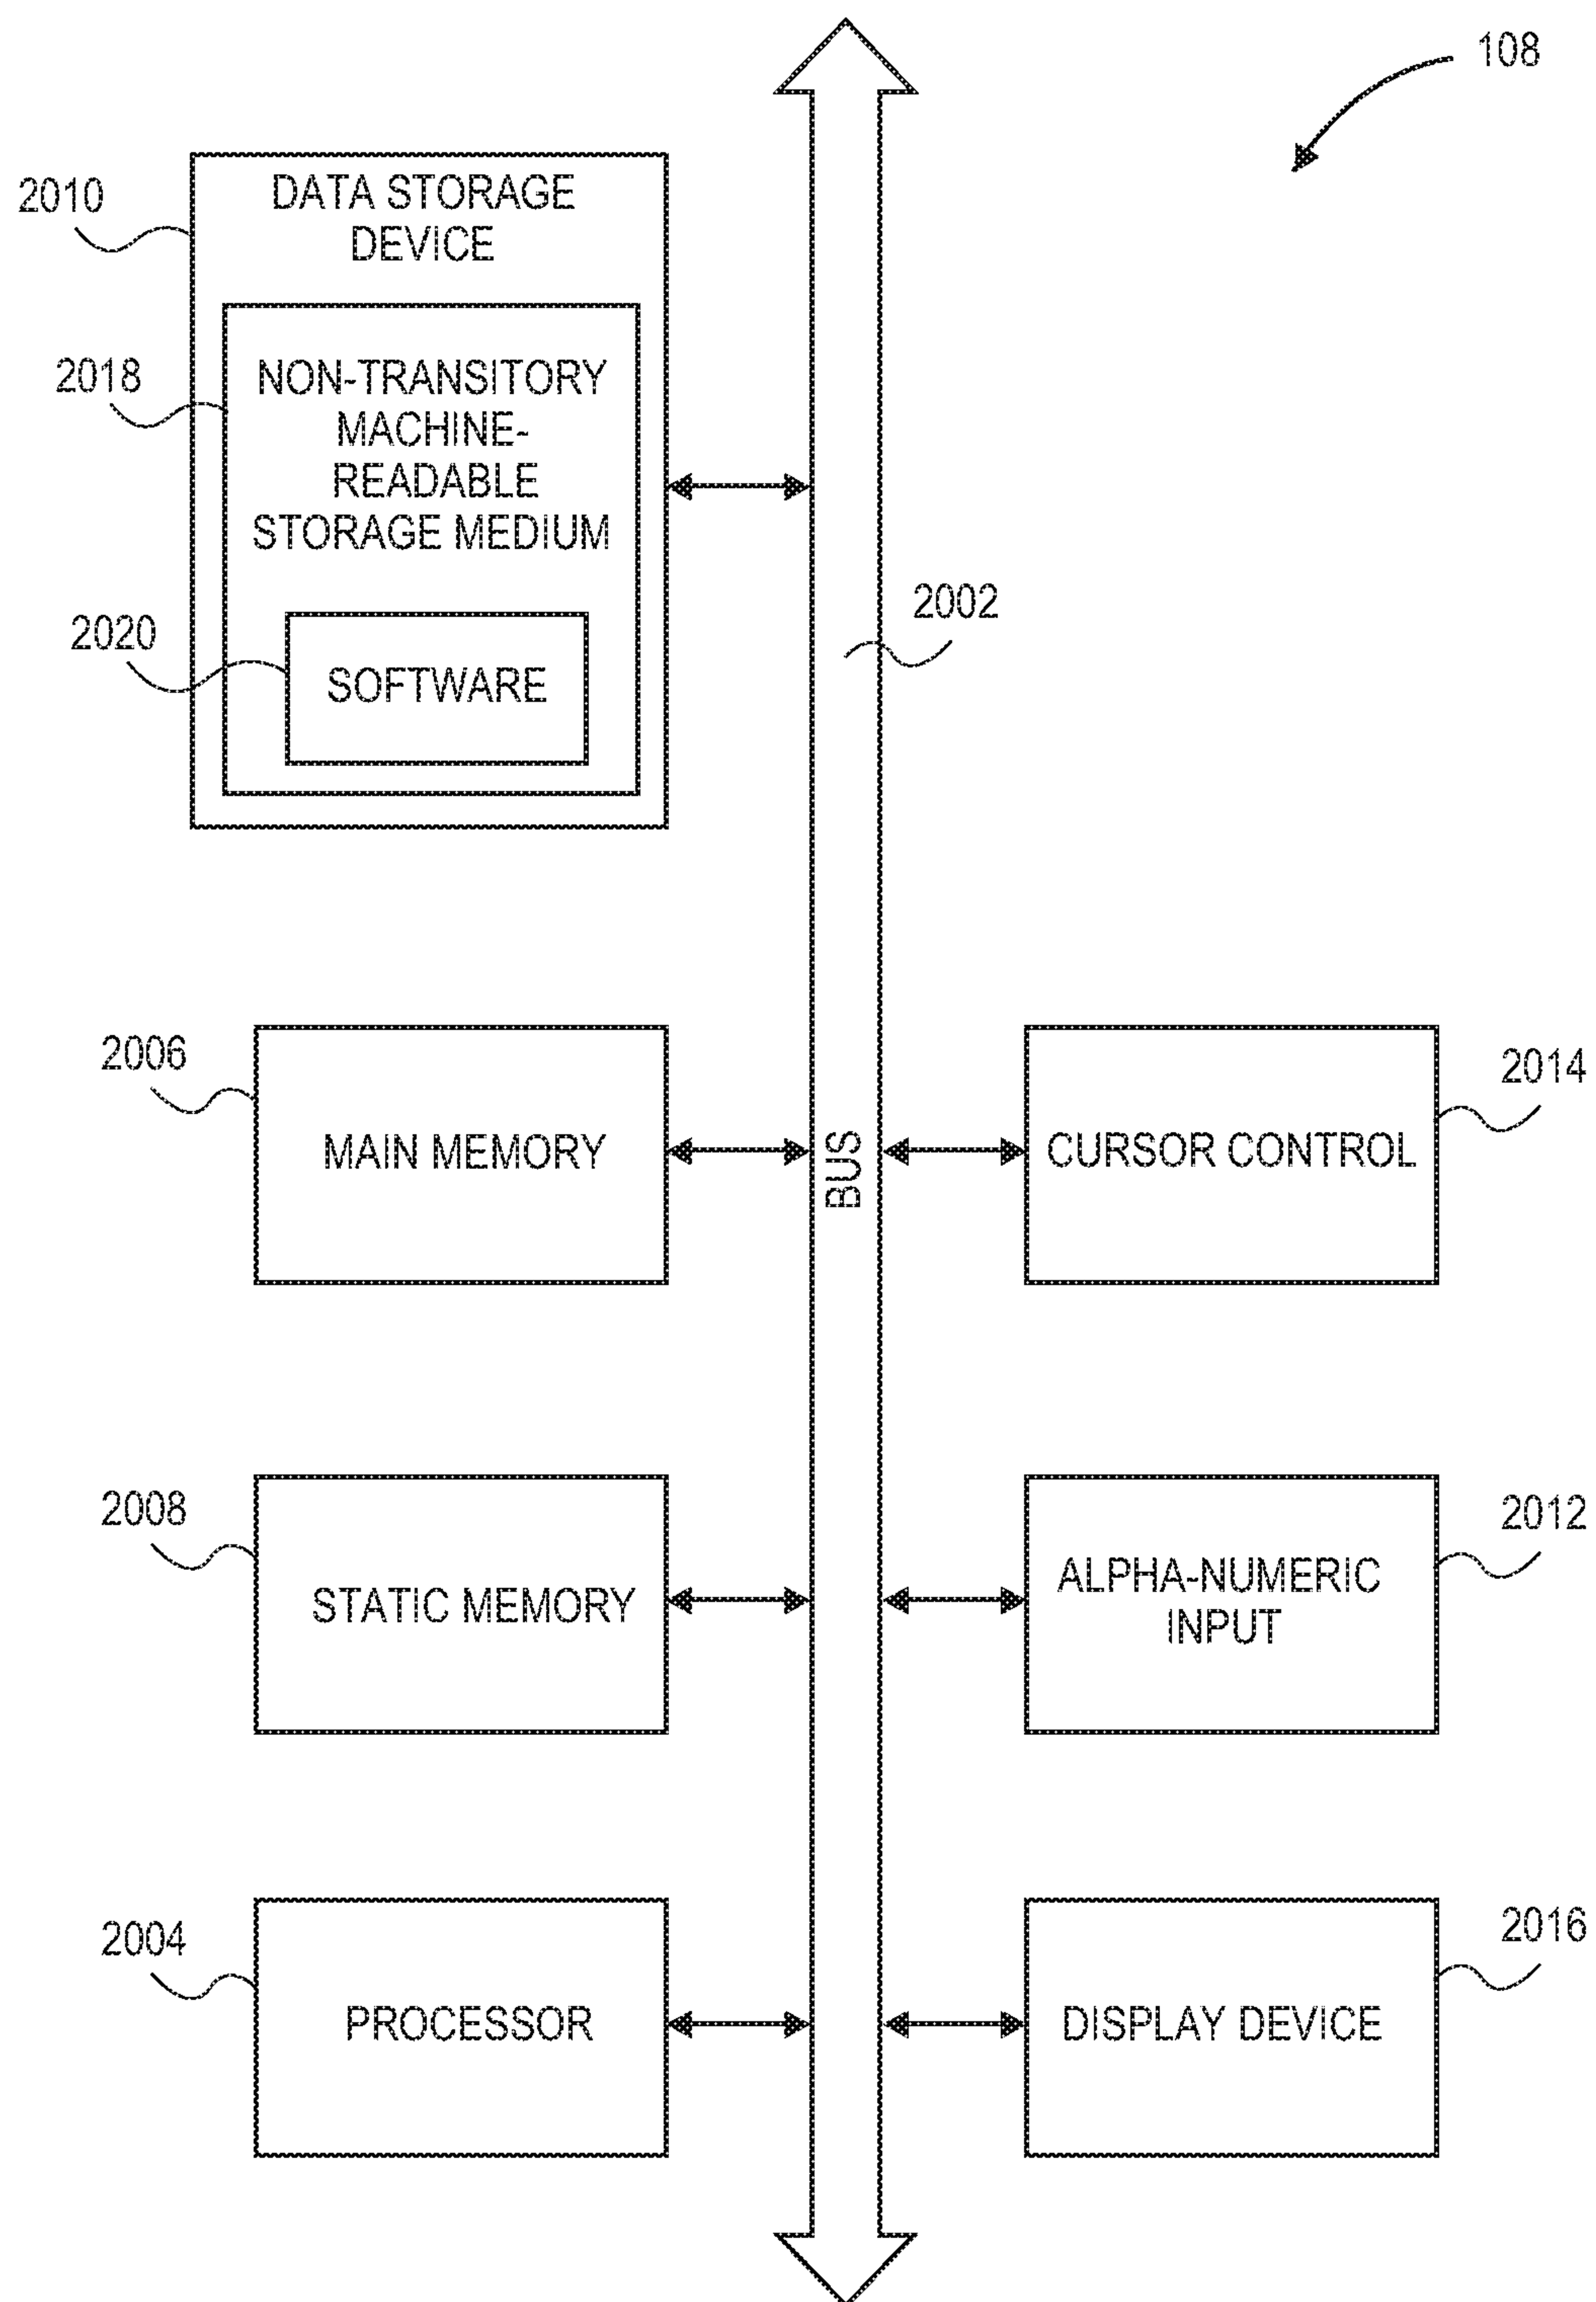 108
2010
DATA STORAGE
DEVICE
2018
NON-TRANSITORY
MACHINE-
READABLE
STORAGE MEDIUM
2002
2020
SOFTWARE
2006
MAIN MEMORY
BUS
2014
CURSOR CONTROL
2008
STATIC MEMORY
2012
ALPHA-NUMERIC
INPUT
2004
PROCESSOR
2016
DISPLAY DEVICE